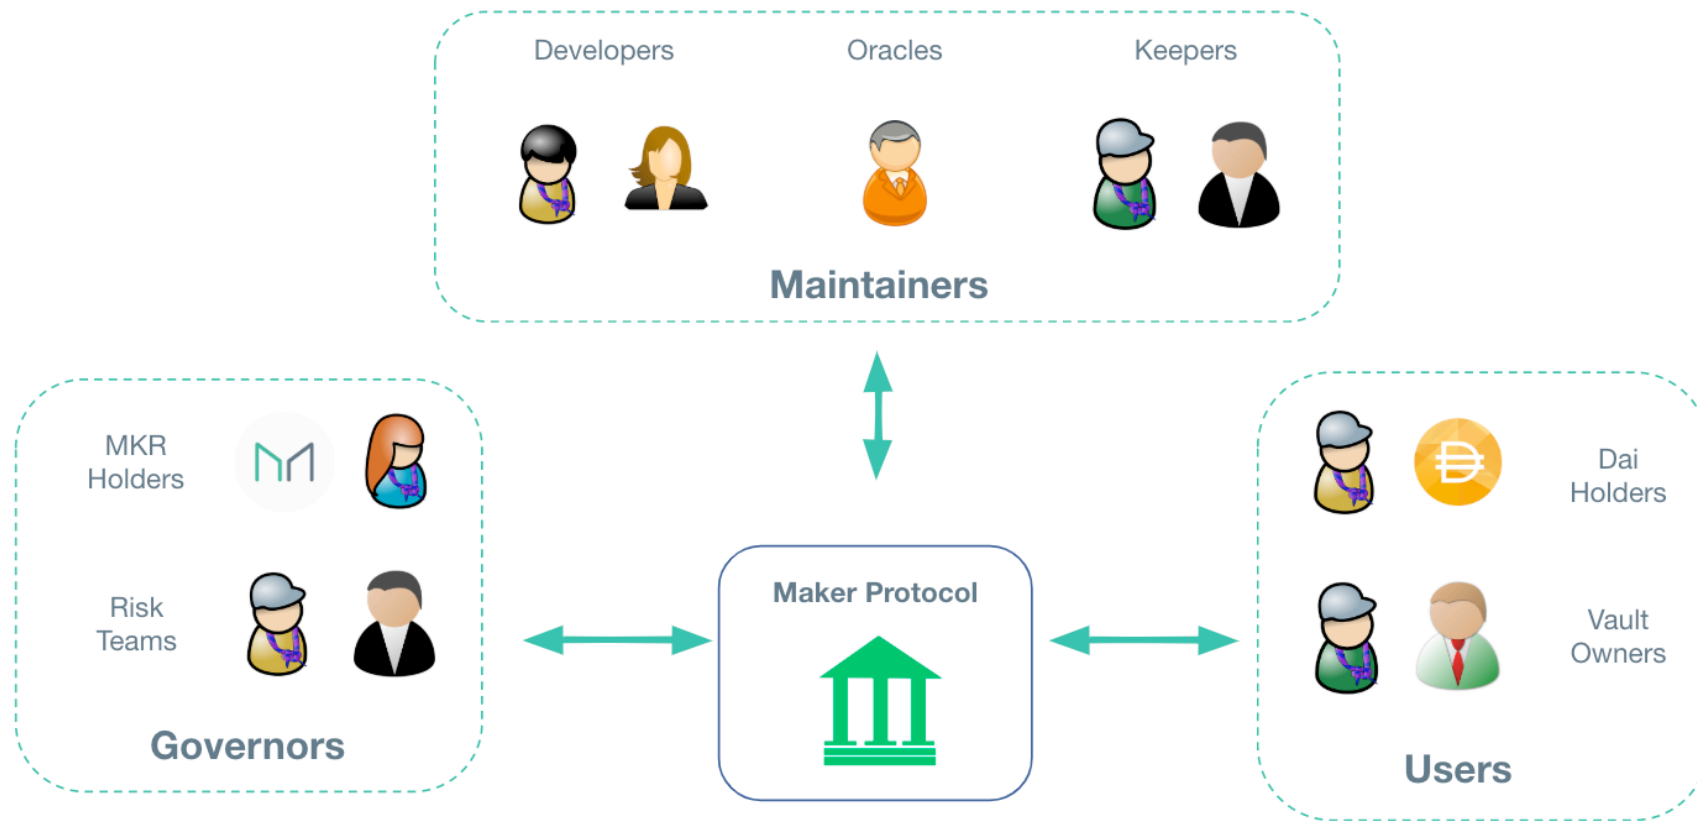 Developers
Oracles
Keepers
Maintainers
MKR
Holders
Risk
Teams
Governors
Maker Protocol
Dai
Holders
Vault
Owners
Users